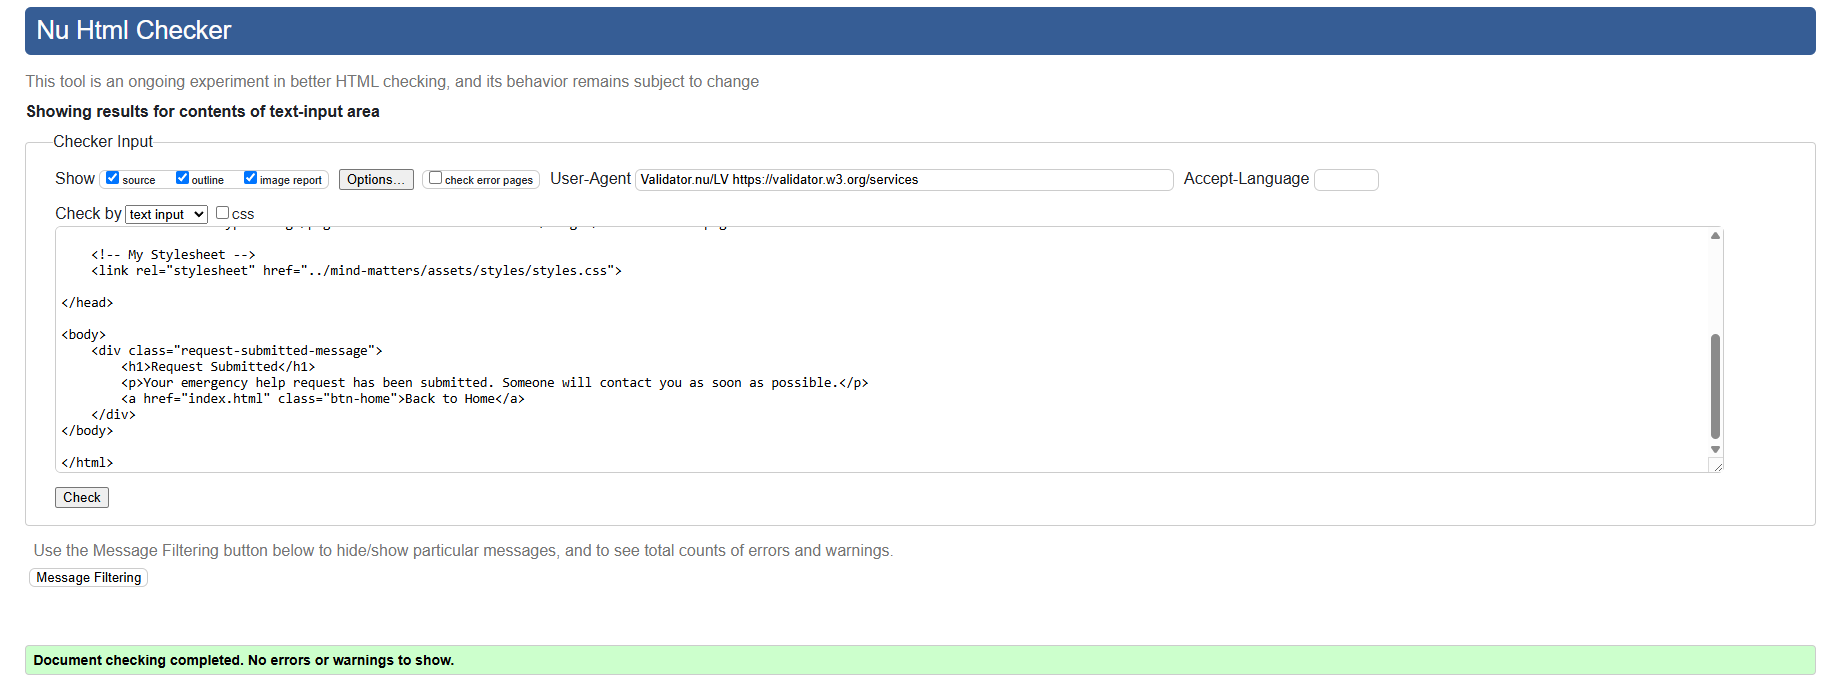 Nu Html Checker
This tool is an ongoing experiment in better HTML checking, and its behavior remains subject to change
Showing results for contents of text-input area
Checker Input
Show source outline image report Options... check error pages User-Agent Validator.nu/LV https://validator.w3.org/services Accept-Language
Check by text input css
<!-- My Stylesheet -->
<link rel="stylesheet" href="../mind-matters/assets/styles/styles.css">
</head>
<body>
<div class="request-submitted-message">
<h1>Request Submitted</h1>
<p>Your emergency help request has been submitted. Someone will contact you as soon as possible.</p>
<a href="index.html" class="btn-home">Back to Home</a>
</div>
</body>
</html>
Check
Use the Message Filtering button below to hide/show particular messages, and to see total counts of errors and warnings.
Message Filtering
Document checking completed. No errors or warnings to show.